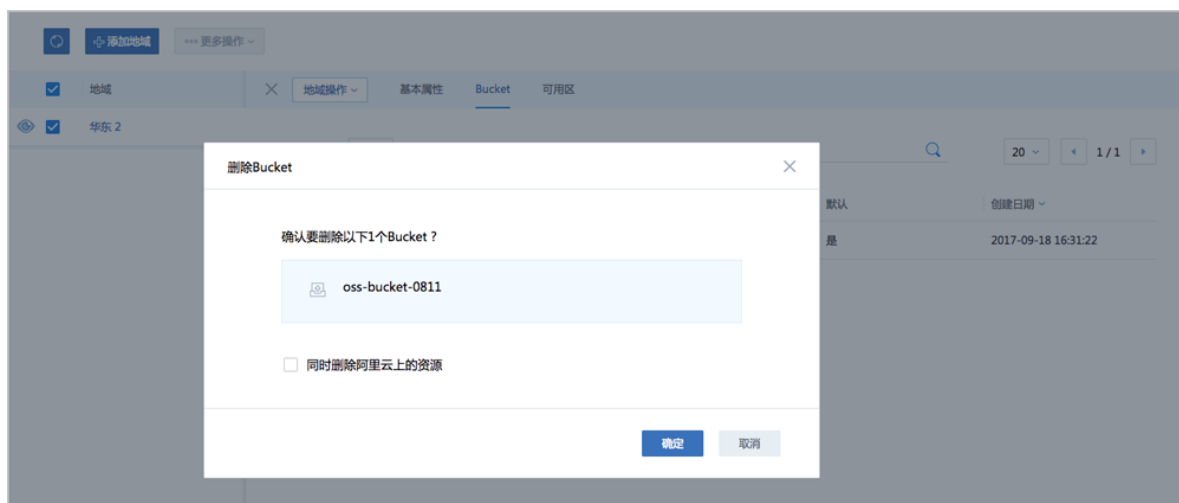 添加地域 ••• 更多操作
地域 地域操作 基本属性 Bucket 可用区
华东 2
20 1 / 1
删除Bucket
默认 创建日期
确认要删除以下1个Bucket？
是 2017-09-18 16:31:22
oss-bucket-0811
同时删除阿里云上的资源
确定 取消